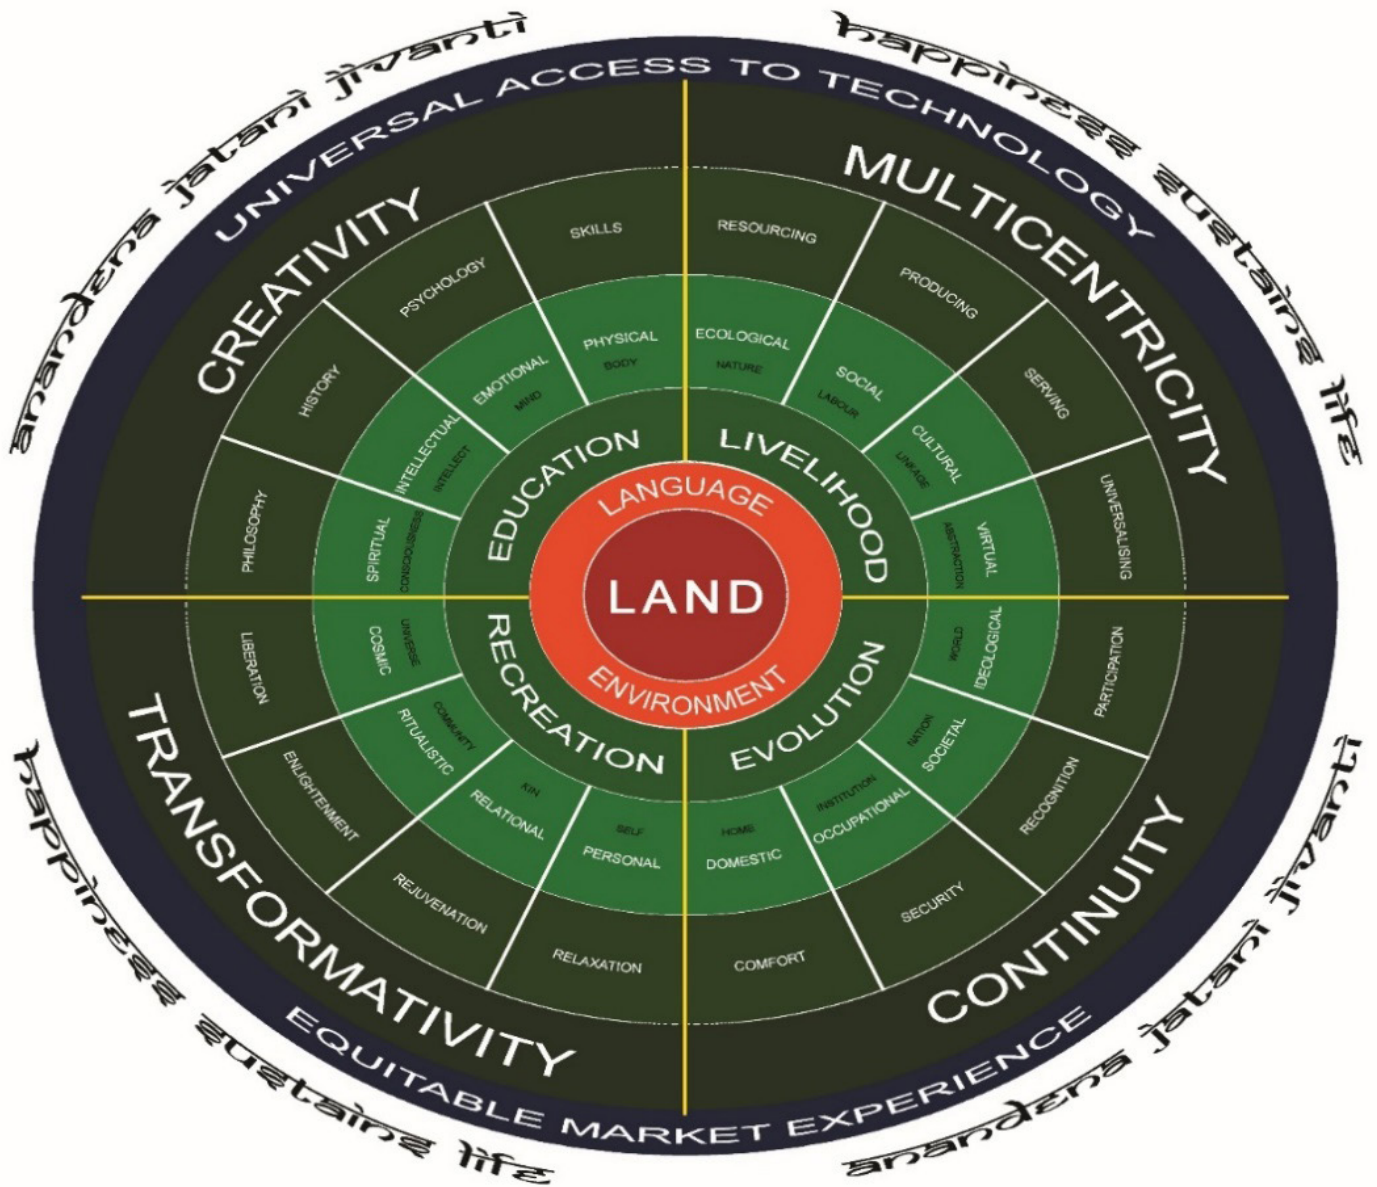 anandena jatani jivanti
happiness sustains life
UNIVERSAL ACCESS TO TECHNOLOGY
CREATIVITY
MULTICENTRICITY
PHILOSOPHY
HISTORY
PSYCHOLOGY
SKILLS
RESOURCING
PRODUCING
SERVING
UNIVERSALISING
SPIRITUAL
CONSCIOUSNESS
INTELLECTUAL
INTELLECT
EMOTIONAL
MIND
PHYSICAL
BODY
ECOLOGICAL
NATURE
SOCIAL
LABOUR
CULTURAL
LINKAGE
VIRTUAL
ABSTRACTION
EDUCATION
LIVELIHOOD
LANGUAGE
LAND
ENVIRONMENT
RECREATION
EVOLUTION
COSMIC
UNIVERSE
RITUALISTIC
COMMUNITY
RELATIONAL
KIN
PERSONAL
SELF
HOME
DOMESTIC
INSTITUTION
OCCUPATIONAL
NATION
SOCIETAL
WORLD
IDEOLOGICAL
LIBERATION
ENLIGHTENMENT
REJUVENATION
RELAXATION
COMFORT
SECURITY
RECOGNITION
PARTICIPATION
TRANSFORMATIVITY
CONTINUITY
EQUITABLE MARKET EXPERIENCE
happiness sustains life
anandena jatani jivanti